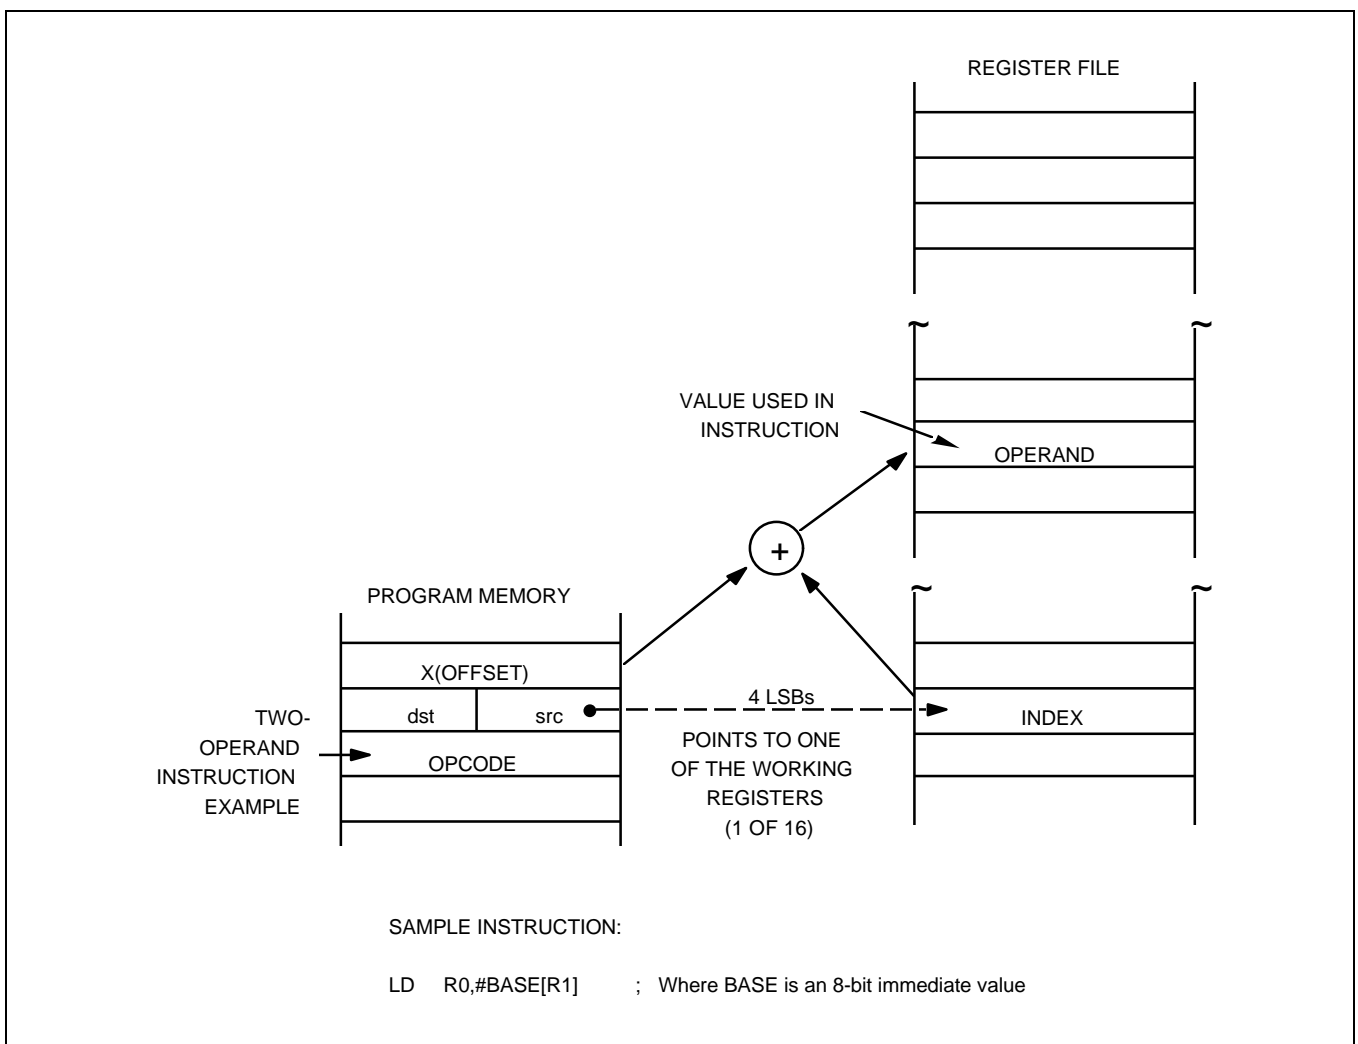 REGISTER FILE
VALUE USED IN
INSTRUCTION
OPERAND
+
PROGRAM MEMORY
X(OFFSET)
dst src
OPCODE
TWO-
OPERAND
INSTRUCTION
EXAMPLE
4 LSBs
POINTS TO ONE
OF THE WORKING
REGISTERS
(1 OF 16)
INDEX
SAMPLE INSTRUCTION:
LD R0,#BASE[R1] ; Where BASE is an 8-bit immediate value